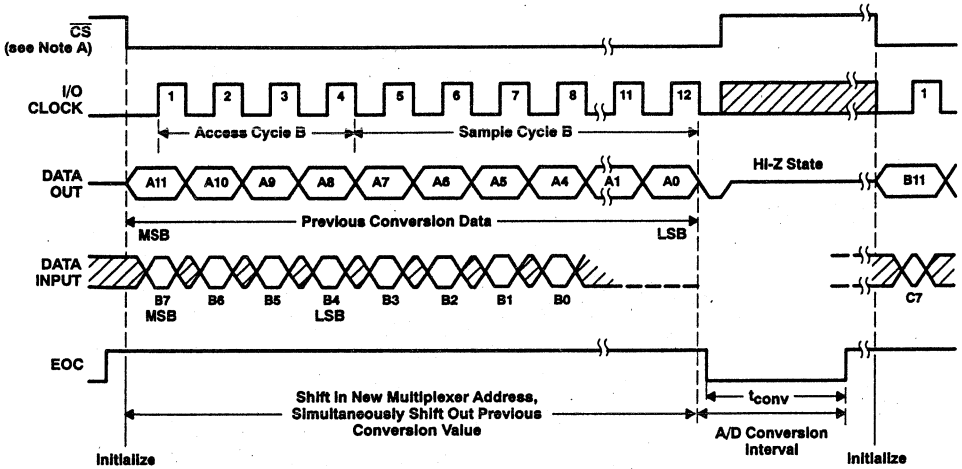 CS
(see Note A)
I/O
CLOCK
1 2 3 4 5 6 7 8 11 12 1
Access Cycle B
Sample Cycle B
DATA
OUT
A11 A10 A9 A8 A7 A6 A5 A4 A1 A0
Hi-Z State
B11
Previous Conversion Data
MSB
LSB
DATA
INPUT
B7 B6 B5 B4 B3 B2 B1 B0
MSB
LSB
C7
EOC
Shift in New Multiplexer Address,
Simultaneously Shift Out Previous
Conversion Value
tconv
A/D Conversion
Interval
Initialize
Initialize